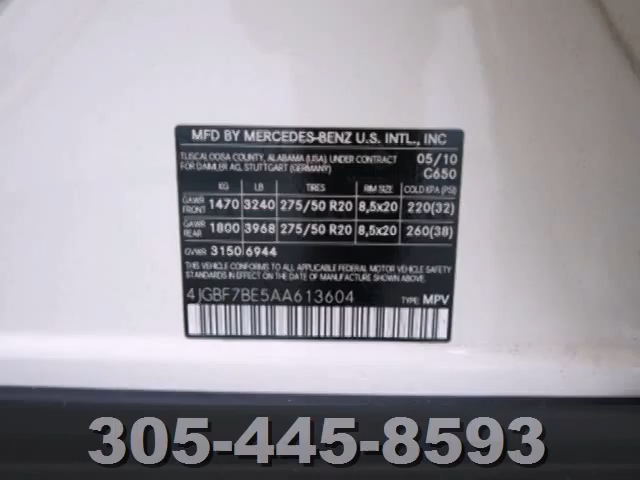 MFD BY MERCEDES-BENZ U.S. INTL., INC
TUSCALOOSA COUNTY, ALABAMA (USA), UNDER CONTRACT 05/10
FOR DAIMLER AG, STUTTGART (GERMANY) C650
KG LB TIRES RIM SIZE COLD KPA (PSI)
GAWR FRONT 1470 3240 275/50 R20 8,5x20 220(32)
GAWR REAR 1800 3968 275/50 R20 8,5x20 260(38)
GVWR 3150 6944
THIS VEHICLE CONFORMS TO ALL APPLICABLE FEDERAL MOTOR VEHICLE SAFETY
STANDARDS IN EFFECT ON THE DATE OF MANUFACTURE SHOWN ABOVE.
4JGBF7BE5AA613604 TYPE: MPV
305-445-8593